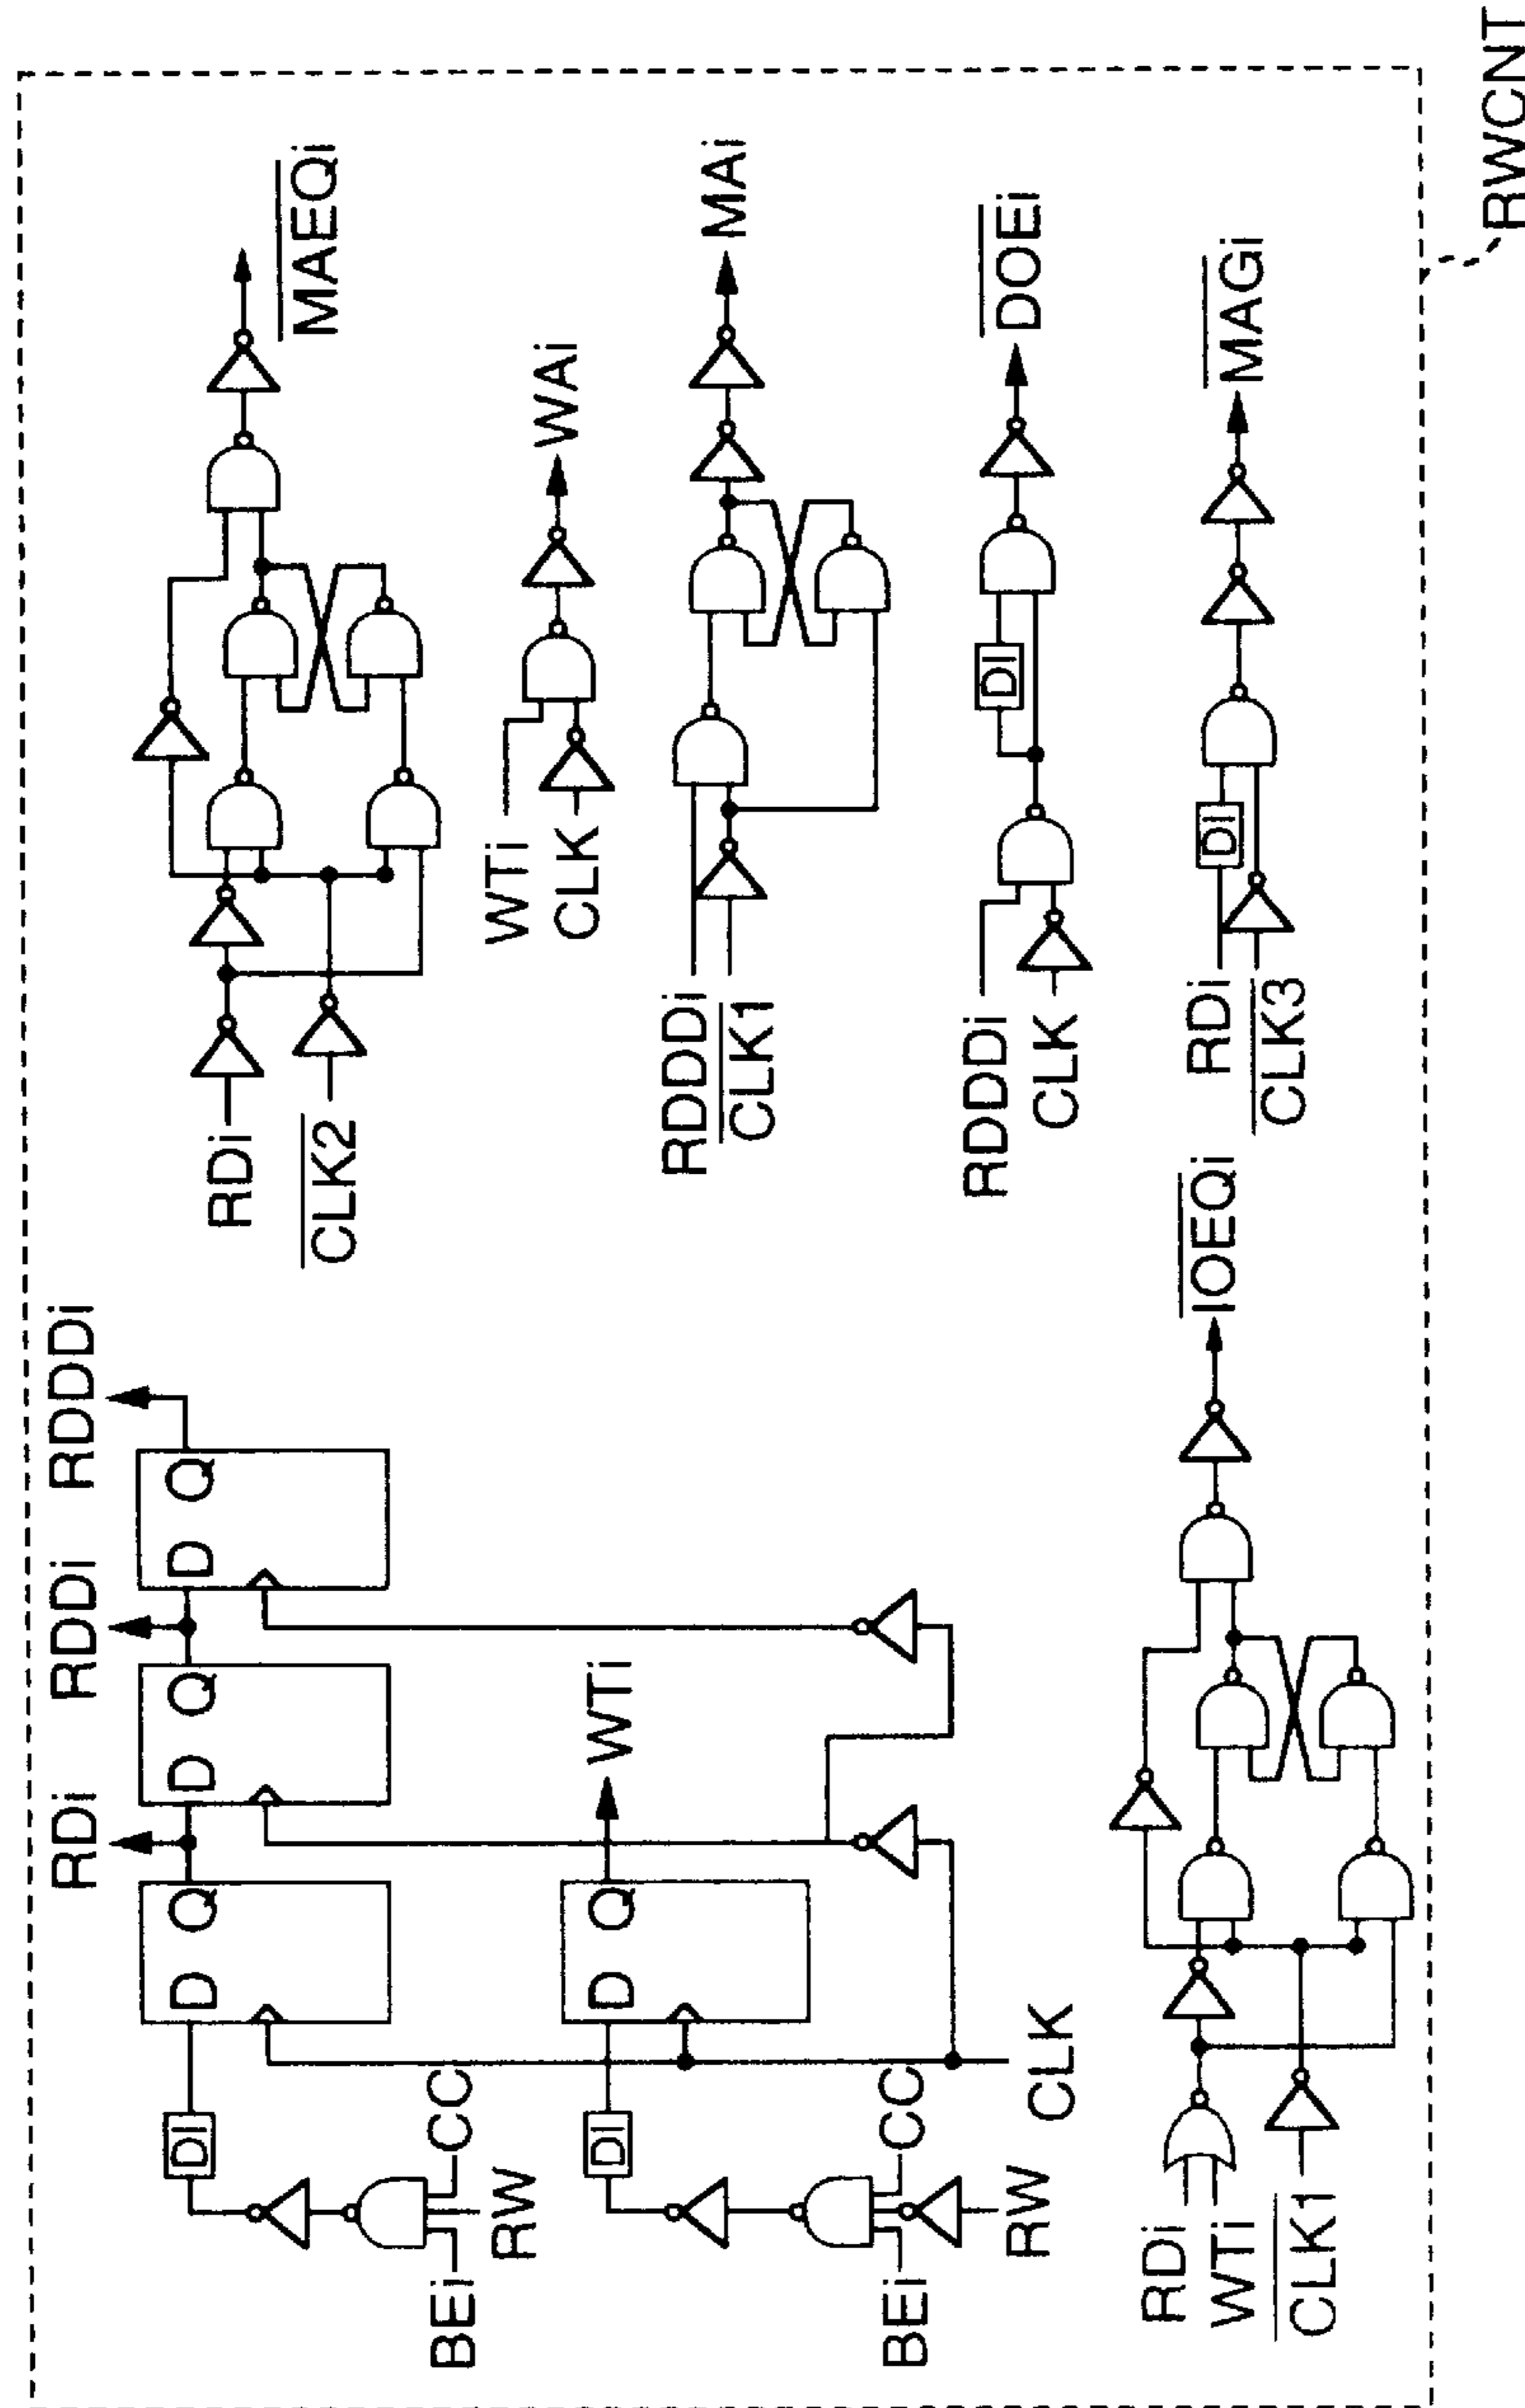 RDi
RDDi
RDDDi
D Q
D Q
D Q
DI
CC
RW
BEi
WTi
D Q
DI
CC
RW
BEi
CLK
RDi
WTi
CLK1
IOEQi
RDi
CLK2
MAEQi
WTi
CLK
WAi
RDDDi
CLK1
MAi
RDDDi
CLK
DI
DOEi
RDi
CLK3
DI
MAGi
RWCNT